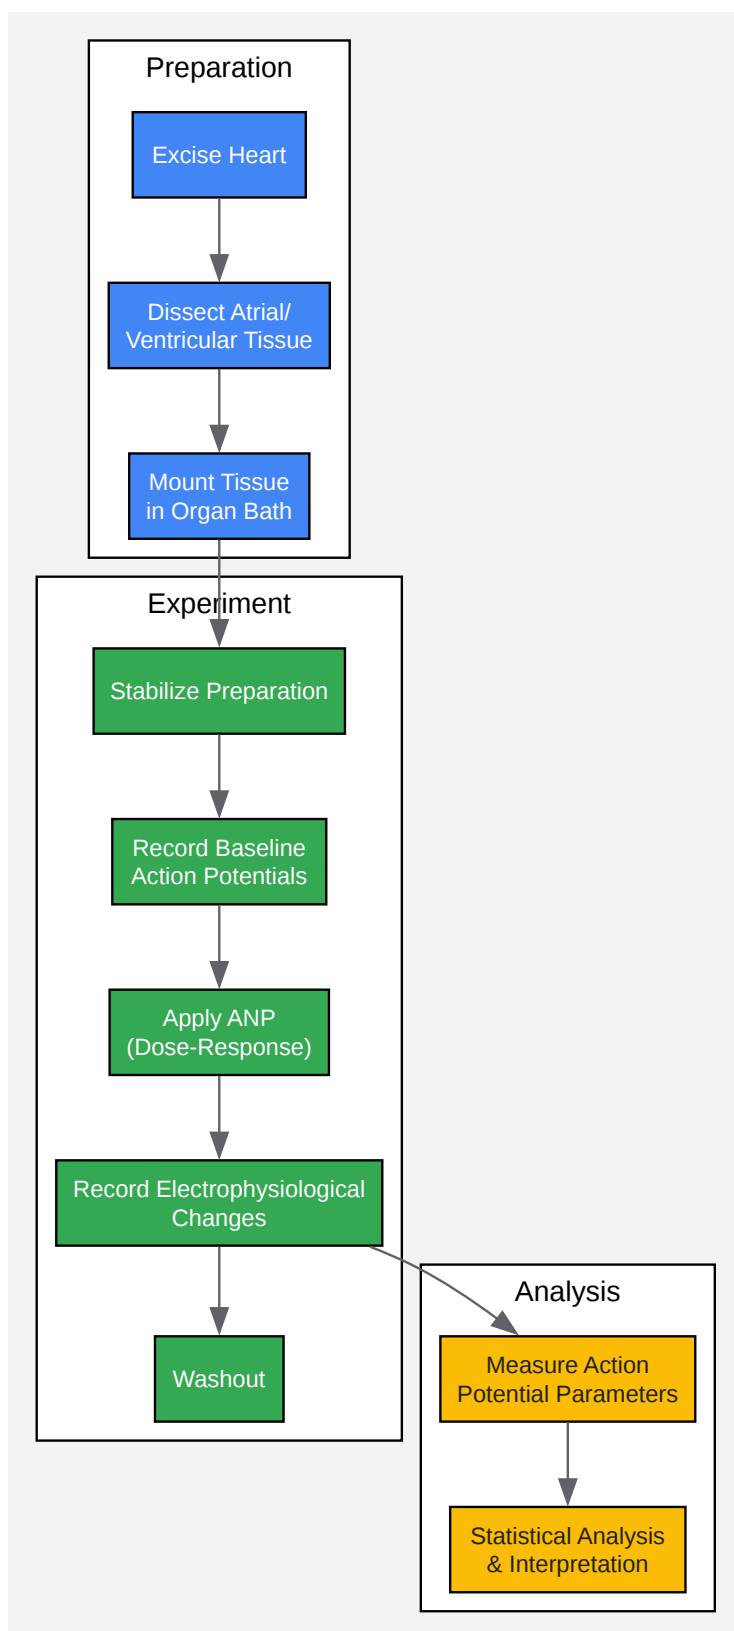 Preparation
Excise Heart
Dissect Atrial/
Ventricular Tissue
Mount Tissue
in Organ Bath
Experiment
Stabilize Preparation
Record Baseline
Action Potentials
Apply ANP
(Dose-Response)
Record Electrophysiological
Changes
Washout
Analysis
Measure Action
Potential Parameters
Statistical Analysis
& Interpretation